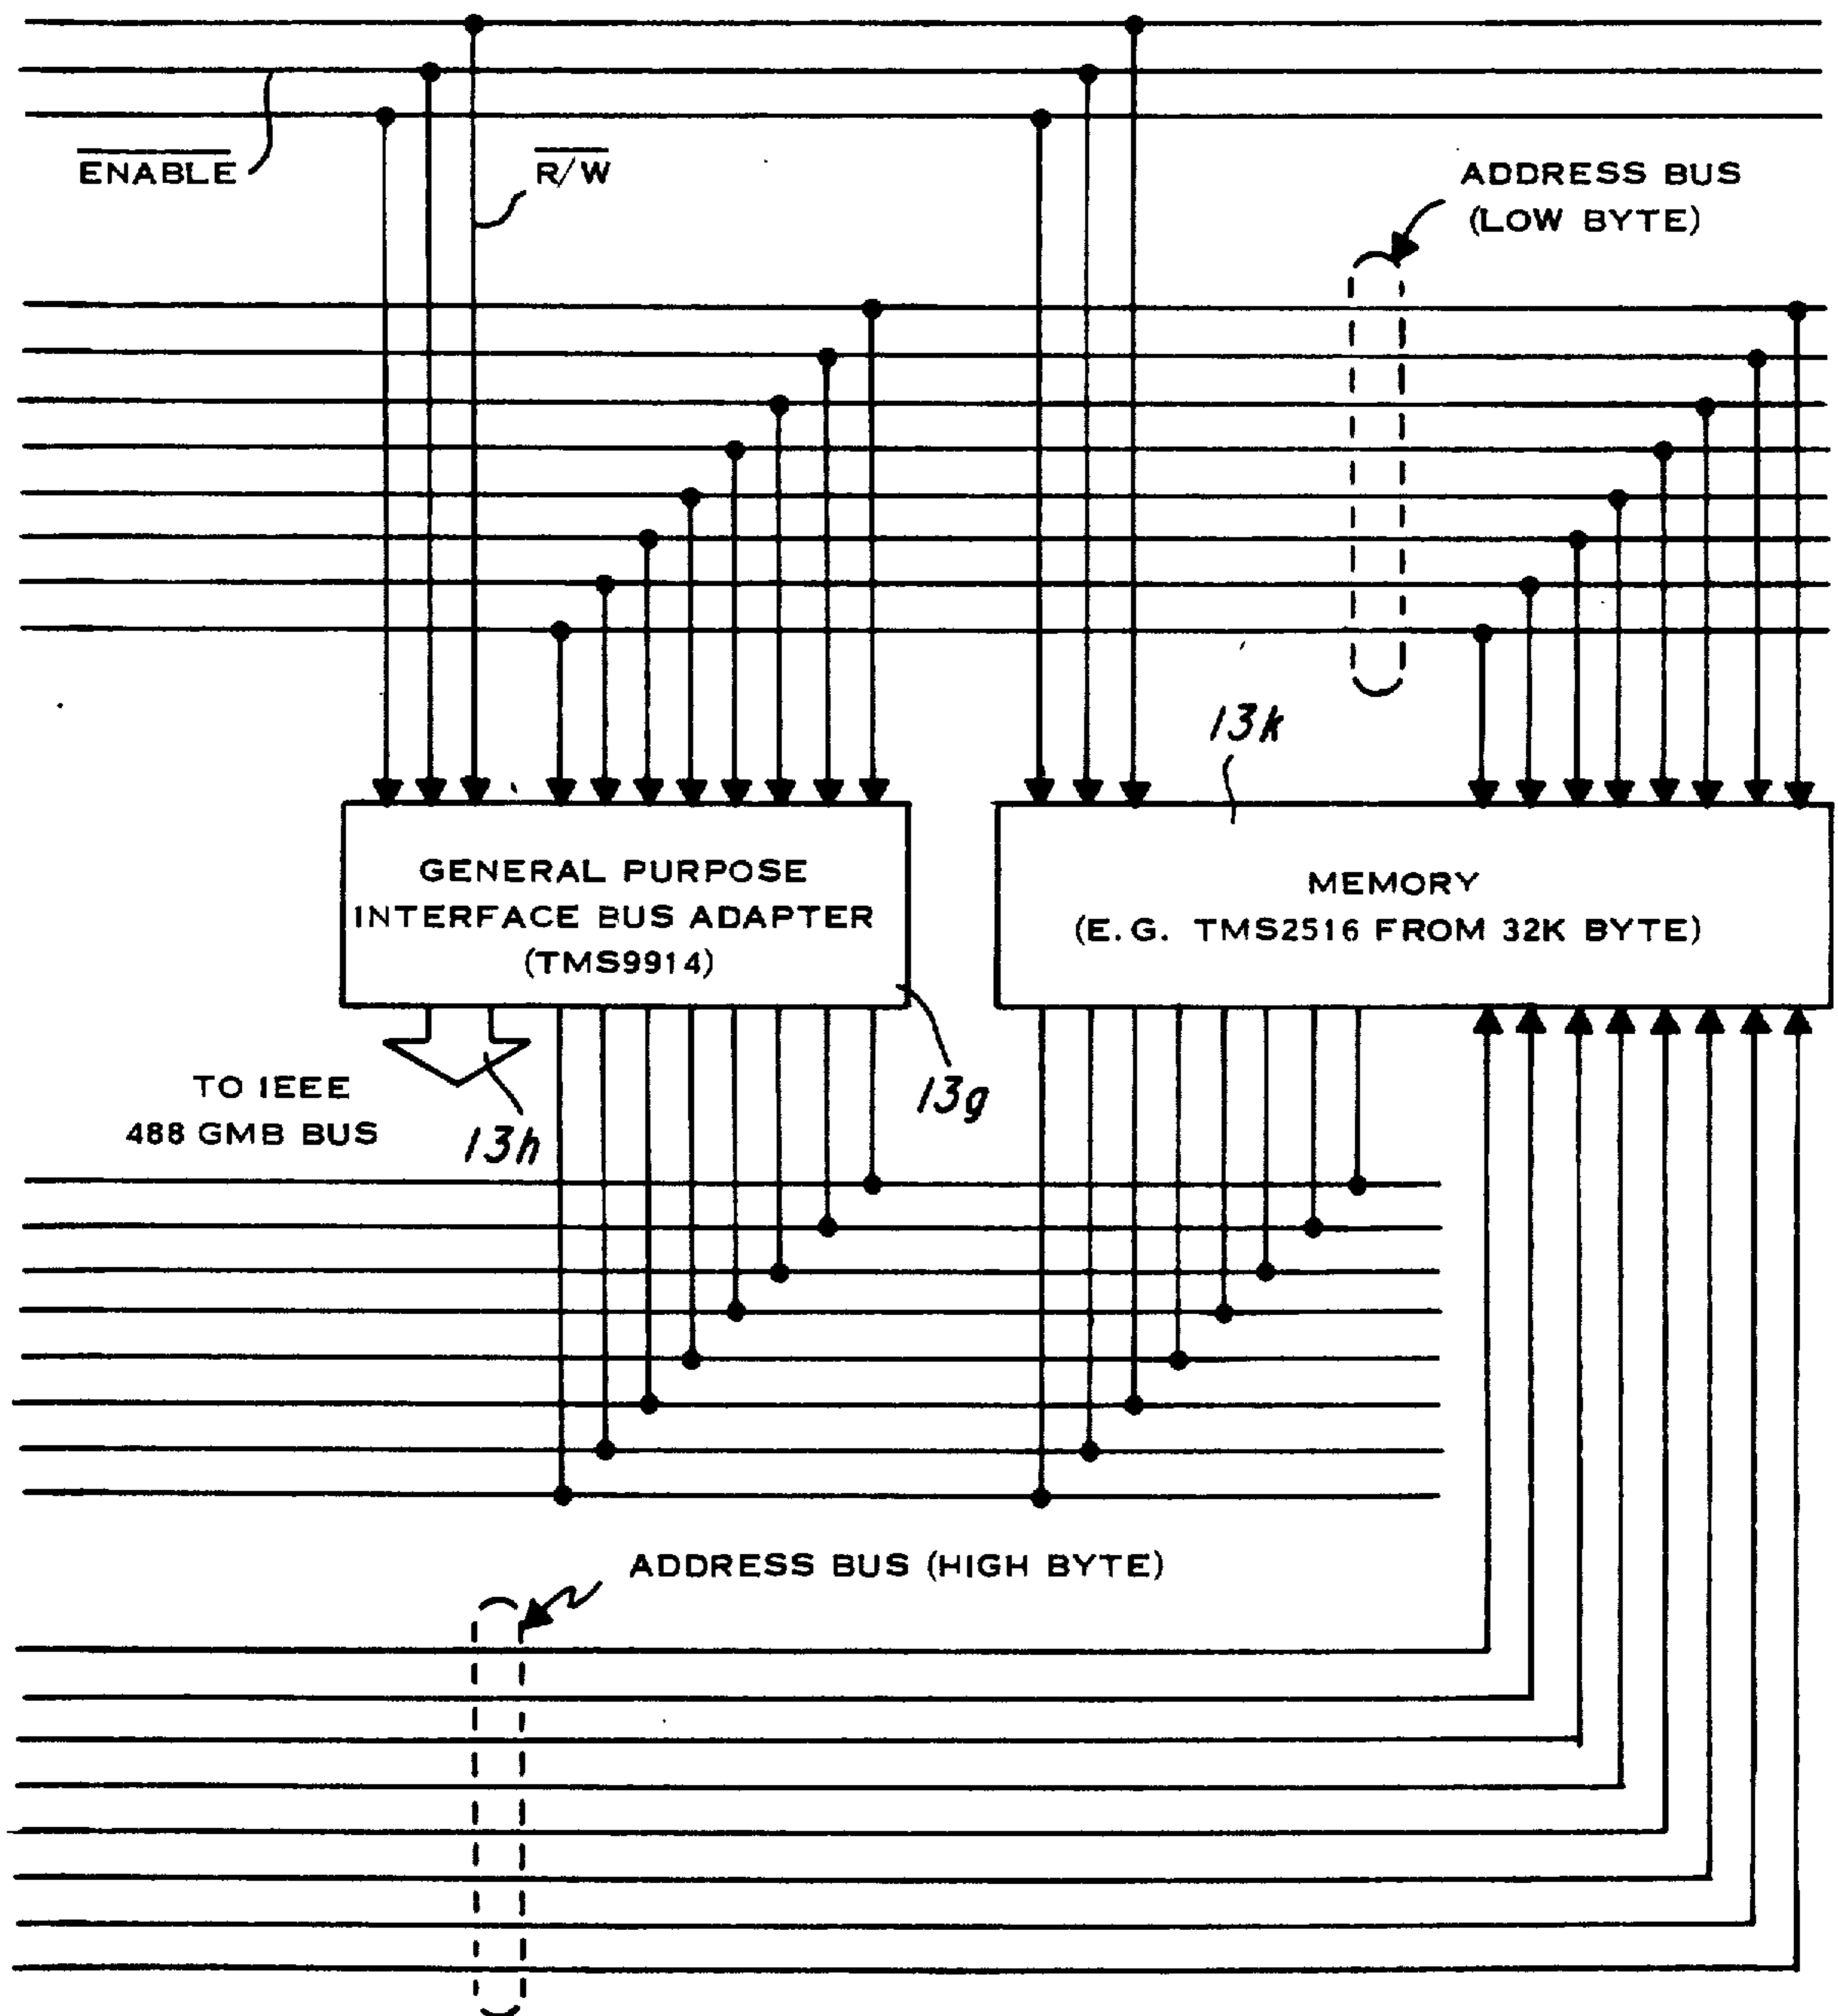 ENABLE
R/W
ADDRESS BUS
(LOW BYTE)
13k
GENERAL PURPOSE
INTERFACE BUS ADAPTER
(TMS9914)
MEMORY
(E.G. TMS2516 FROM 32K BYTE)
TO IEEE
488 GMB BUS
13h
13g
ADDRESS BUS (HIGH BYTE)